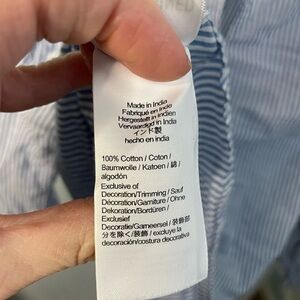 Made in India
Fabriqué en Inde
Hergestellt in Indien
Vervaardigd in India
インド製
hecho en India
100% Cotton / Coton /
Baumwolle / Katoen / 綿 /
algodón
Exclusive of
Decoration/Trimming / Sauf
Décoration/Garniture / Ohne
Dekoration/Bordüren /
Exclusief
Decoratie/Garneersel / 装飾部
分を除く/装飾 / excluye la
decoración/costura decorativa